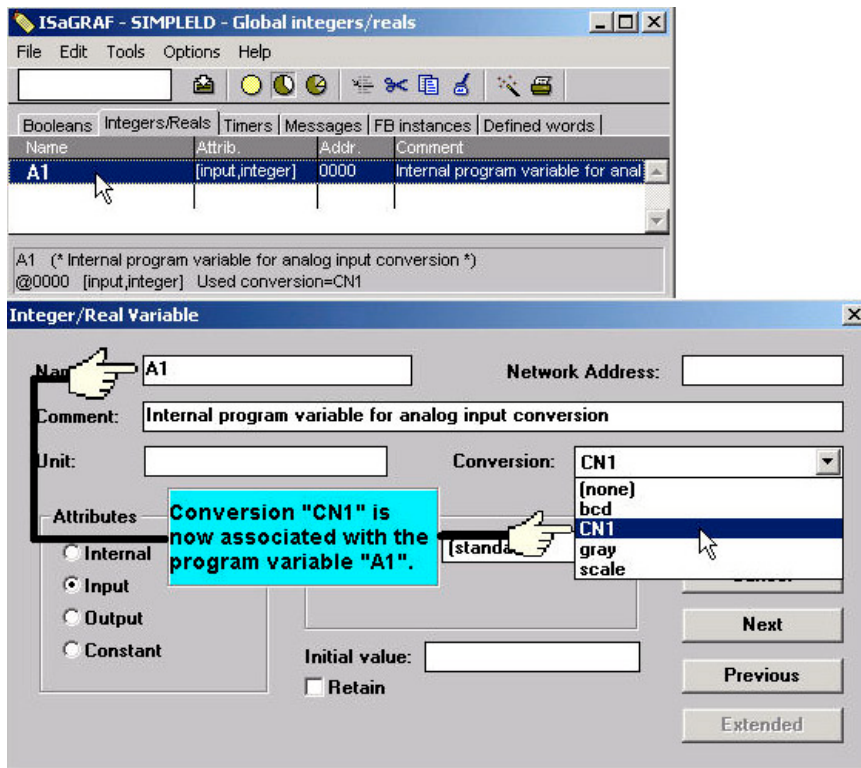 ISaGRAF - SIMPLELD - Global integers/reals
File Edit Tools Options Help
Booleans Integers/Reals Timers Messages FB instances Defined words
Name Attrib. Addr. Comment
A1 [input,integer] 0000 Internal program variable for anal
A1 (* Internal program variable for analog input conversion *)
@0000 [input,integer] Used conversion=CN1
Integer/Real Variable
A1 Network Address:
Comment: Internal program variable for analog input conversion
Unit: Conversion: CN1
(none)
bcd
CN1
gray
scale
Attributes
Internal
Input
Output
Constant
Conversion "CN1" is
now associated with the
program variable "A1".
Initial value:
Retain
Next
Previous
Extended